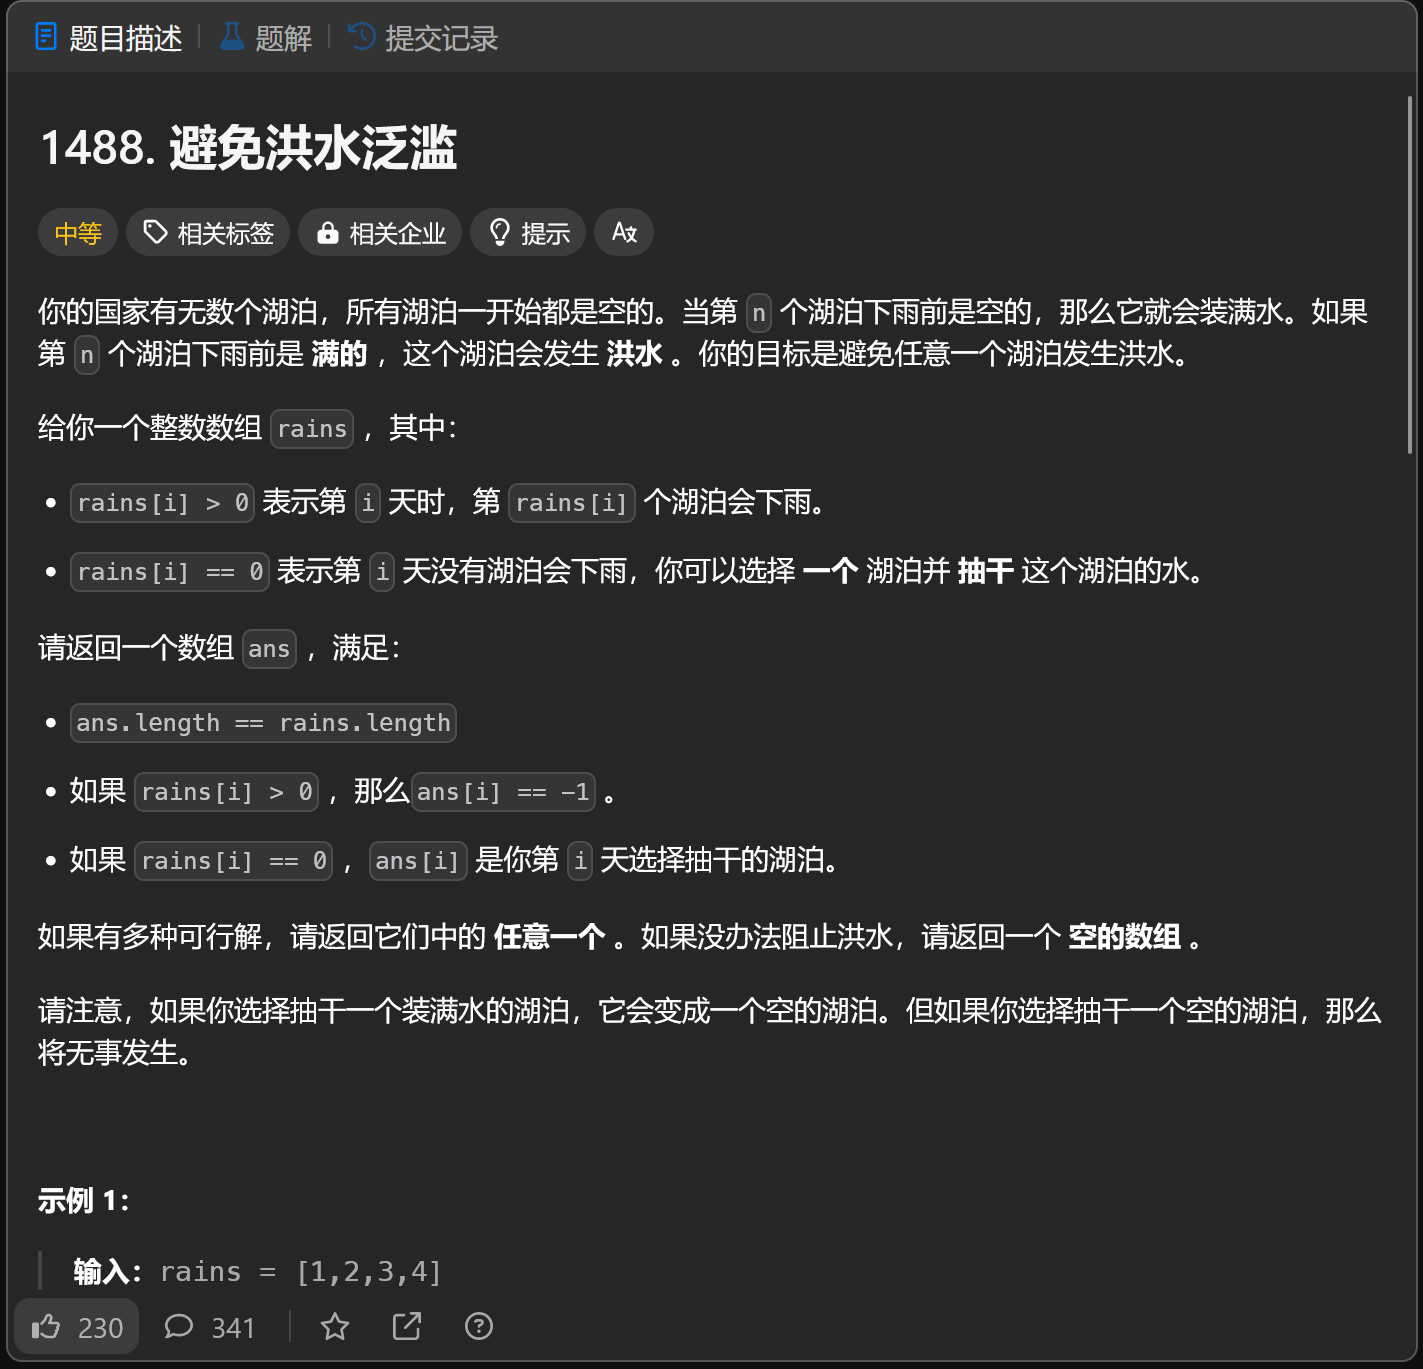 题目描述 题解 提交记录
1488. 避免洪水泛滥
中等 相关标签 相关企业 提示
你的国家有无数个湖泊，所有湖泊一开始都是空的。当第 n 个湖泊下雨前是空的，那么它就会装满水。如果
第 n 个湖泊下雨前是 满的 ，这个湖泊会发生 洪水 。你的目标是避免任意一个湖泊发生洪水。
给你一个整数数组 rains ，其中：
• rains[i] > 0 表示第 i 天时，第 rains[i] 个湖泊会下雨。
• rains[i] == 0 表示第 i 天没有湖泊会下雨，你可以选择 一个 湖泊并 抽干 这个湖泊的水。
请返回一个数组 ans ，满足：
• ans.length == rains.length
• 如果 rains[i] > 0 ，那么ans[i] == -1 。
• 如果 rains[i] == 0 ，ans[i] 是你第 i 天选择抽干的湖泊。
如果有多种可行解，请返回它们中的 任意一个 。如果没办法阻止洪水，请返回一个 空的数组 。
请注意，如果你选择抽干一个装满水的湖泊，它会变成一个空的湖泊。但如果你选择抽干一个空的湖泊，那么
将无事发生。
示例 1：
输入：rains = [1,2,3,4]
230 341